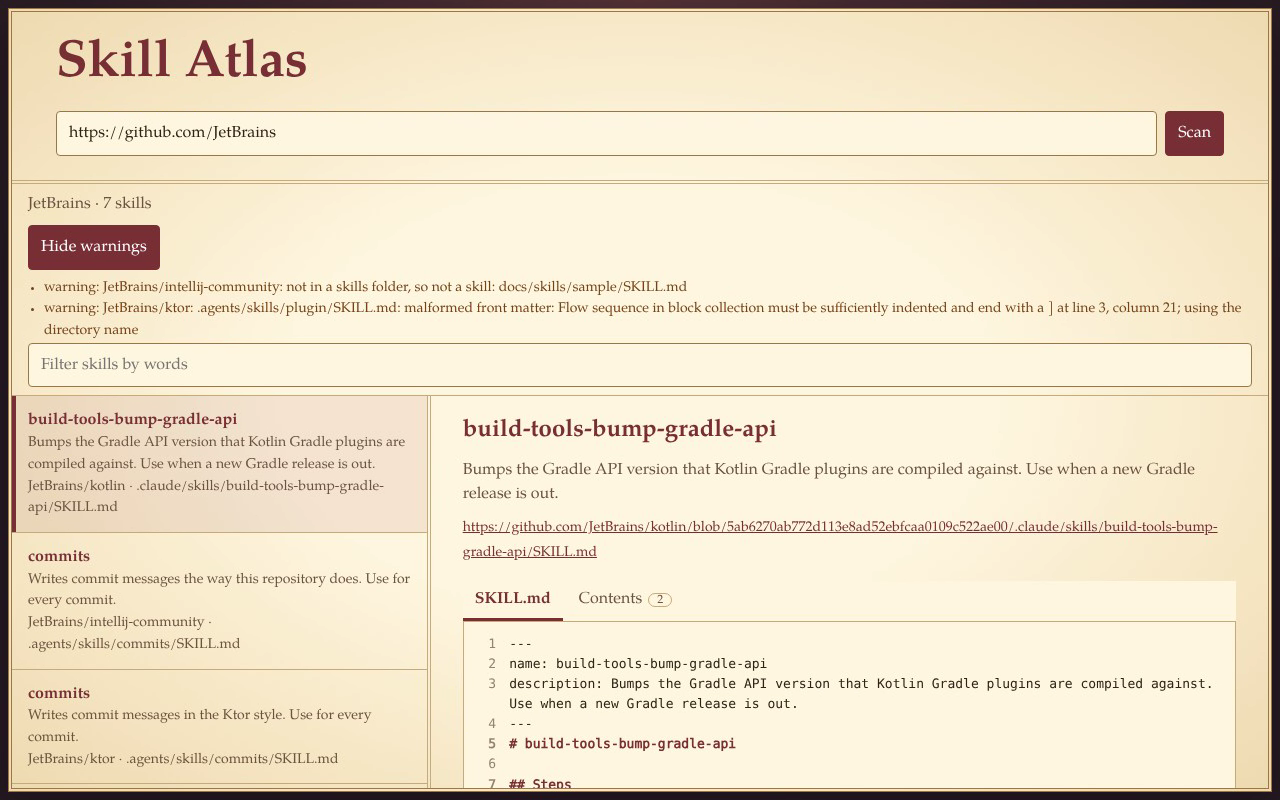 Skill Atlas
https://github.com/JetBrains
Scan
JetBrains · 7 skills
Hide warnings
• warning: JetBrains/intellij-community: not in a skills folder, so not a skill: docs/skills/sample/SKILL.md
• warning: JetBrains/ktor: .agents/skills/plugin/SKILL.md: malformed front matter: Flow sequence in block collection must be sufficiently indented and end with a ] at line 3, column 21; using the
directory name
Filter skills by words
build-tools-bump-gradle-api
Bumps the Gradle API version that Kotlin Gradle plugins are
compiled against. Use when a new Gradle release is out.
JetBrains/kotlin · .claude/skills/build-tools-bump-gradle-
api/SKILL.md
commits
Writes commit messages the way this repository does. Use for
every commit.
JetBrains/intellij-community ·
.agents/skills/commits/SKILL.md
commits
Writes commit messages in the Ktor style. Use for every
commit.
JetBrains/ktor · .agents/skills/commits/SKILL.md
build-tools-bump-gradle-api
Bumps the Gradle API version that Kotlin Gradle plugins are compiled against. Use when a new Gradle
release is out.
https://github.com/JetBrains/kotlin/blob/5ab6270ab772d113e8ad52ebfcaa0109c522ae00/.claude/skills/build-tools-bump-
gradle-api/SKILL.md
SKILL.md Contents 2
1 ---
2 name: build-tools-bump-gradle-api
3 description: Bumps the Gradle API version that Kotlin Gradle plugins are compiled against.
Use when a new Gradle release is out.
4 ---
5 # build-tools-bump-gradle-api
6
7 ## Steps